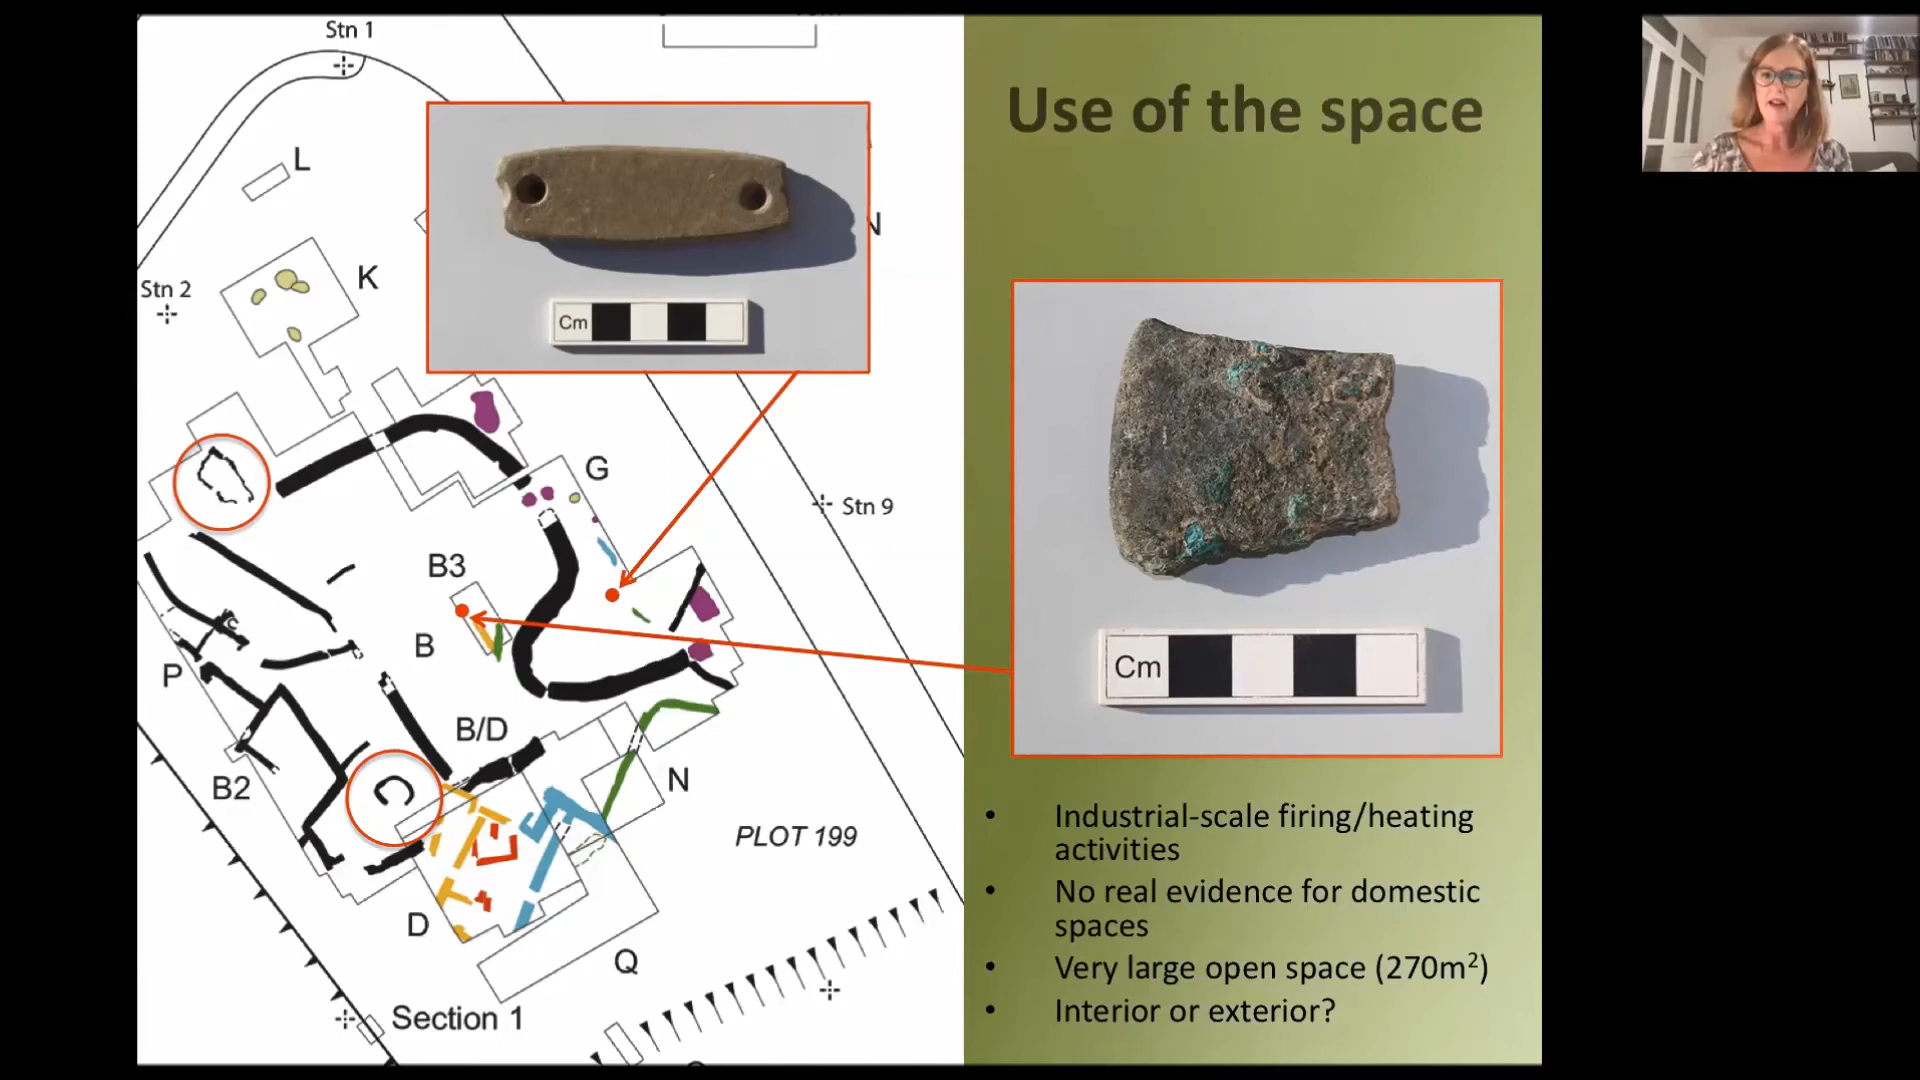 Stn 1
Use of the space
L
N
K
Stn 2
Cm
G
Stn 9
B3
B
P
Cm
B/D
B2
C
N
PLOT 199
D
Q
Section 1
• Industrial-scale firing/heating
activities
• No real evidence for domestic
spaces
• Very large open space (270m²)
• Interior or exterior?